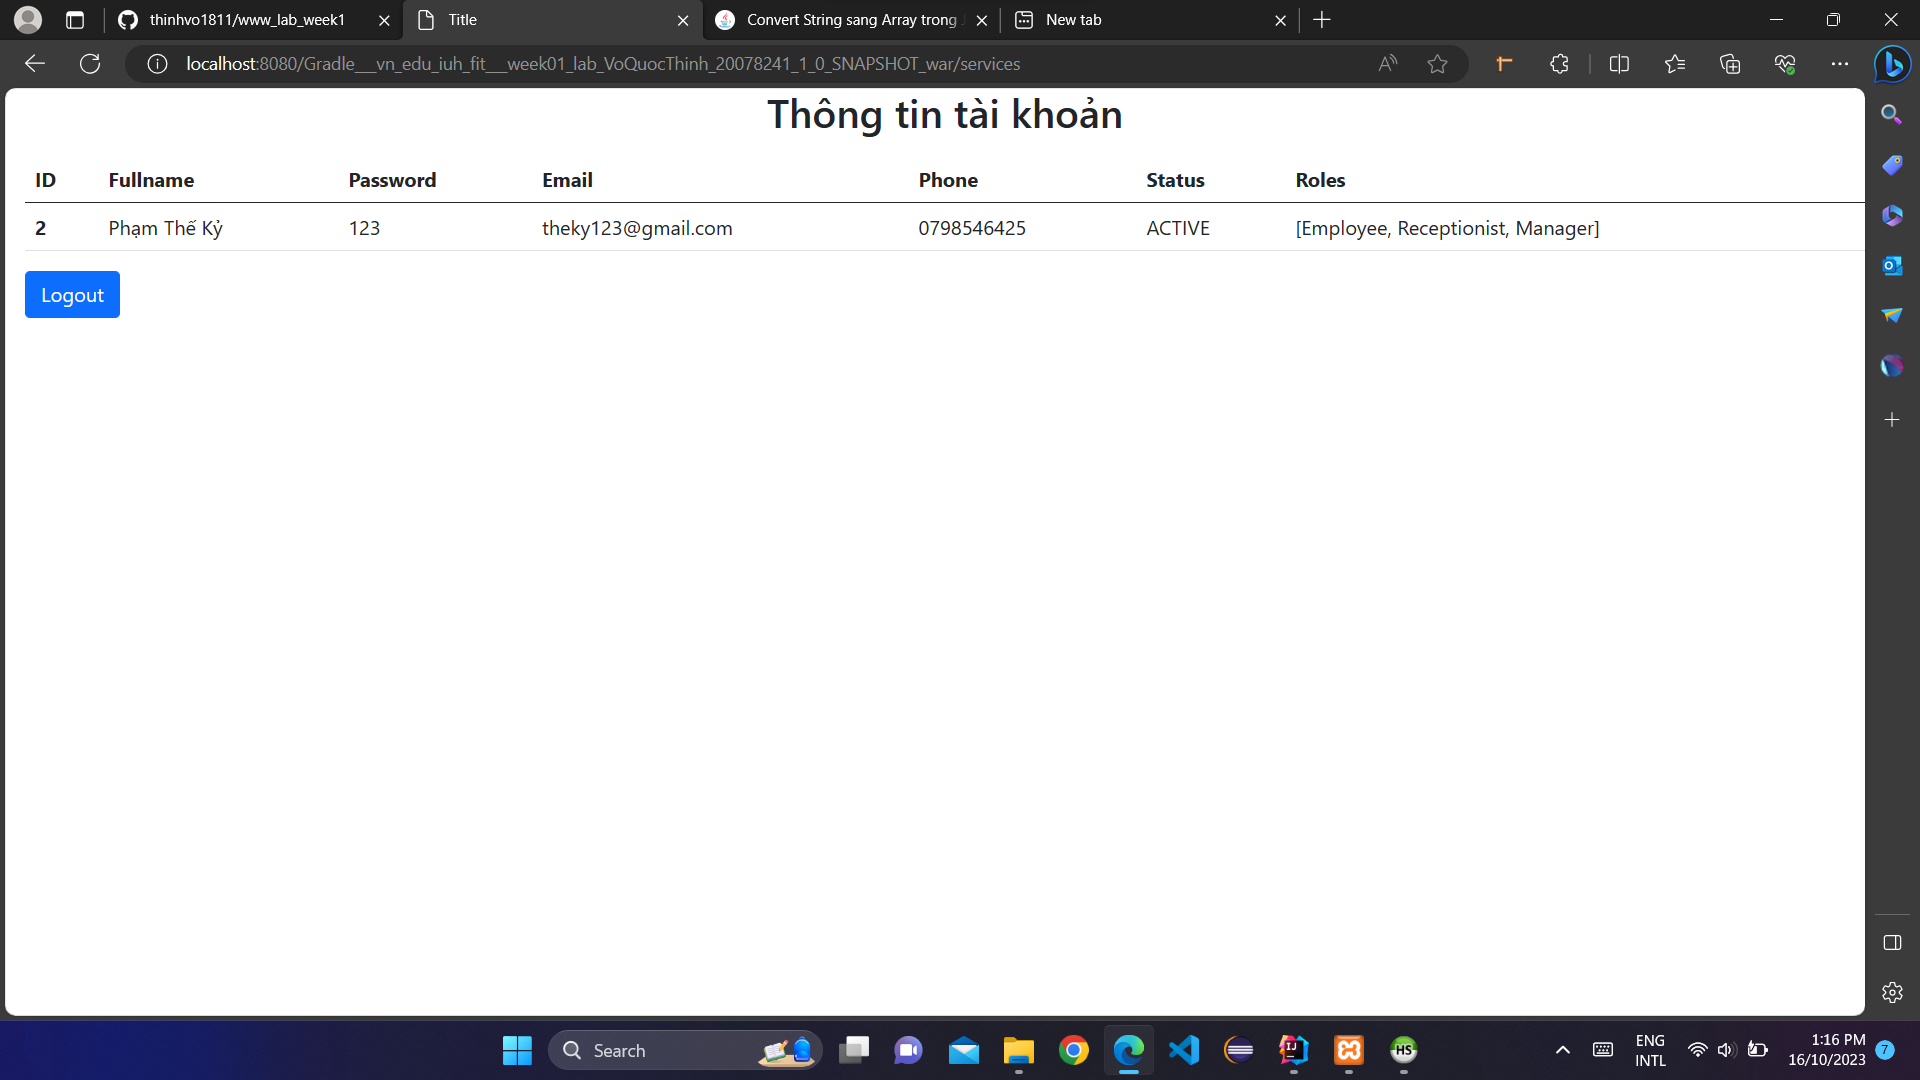 thinhvo1811/www_lab_week1
Title
Convert String sang Array trong
New tab
localhost:8080/Gradle___vn_edu_iuh_fit___week01_lab_VoQuocThinh_20078241_1_0_SNAPSHOT_war/services
Thông tin tài khoản
ID Fullname Password Email Phone Status Roles
2 Phạm Thế Kỷ 123 theky123@gmail.com 0798546425 ACTIVE [Employee, Receptionist, Manager]
Logout
Search
ENG
INTL
1:16 PM
16/10/2023
7